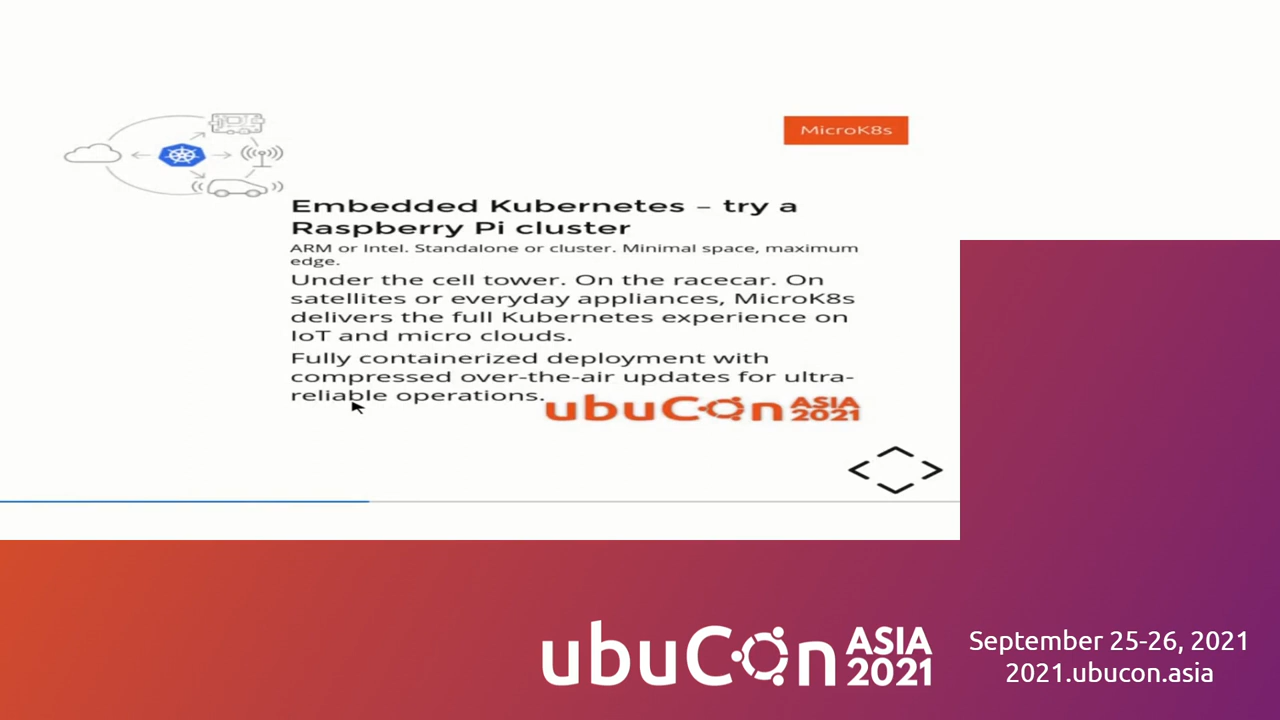 MicroK8s
Embedded Kubernetes – try a
Raspberry Pi cluster
ARM or Intel. Standalone or cluster. Minimal space, maximum
edge.
Under the cell tower. On the racecar. On
satellites or everyday appliances, MicroK8s
delivers the full Kubernetes experience on
IoT and micro clouds.
Fully containerized deployment with
compressed over-the-air updates for ultra-
reliable operations.
ubuCon ASIA 2021
ubuCon ASIA 2021
September 25-26, 2021
2021.ubucon.asia